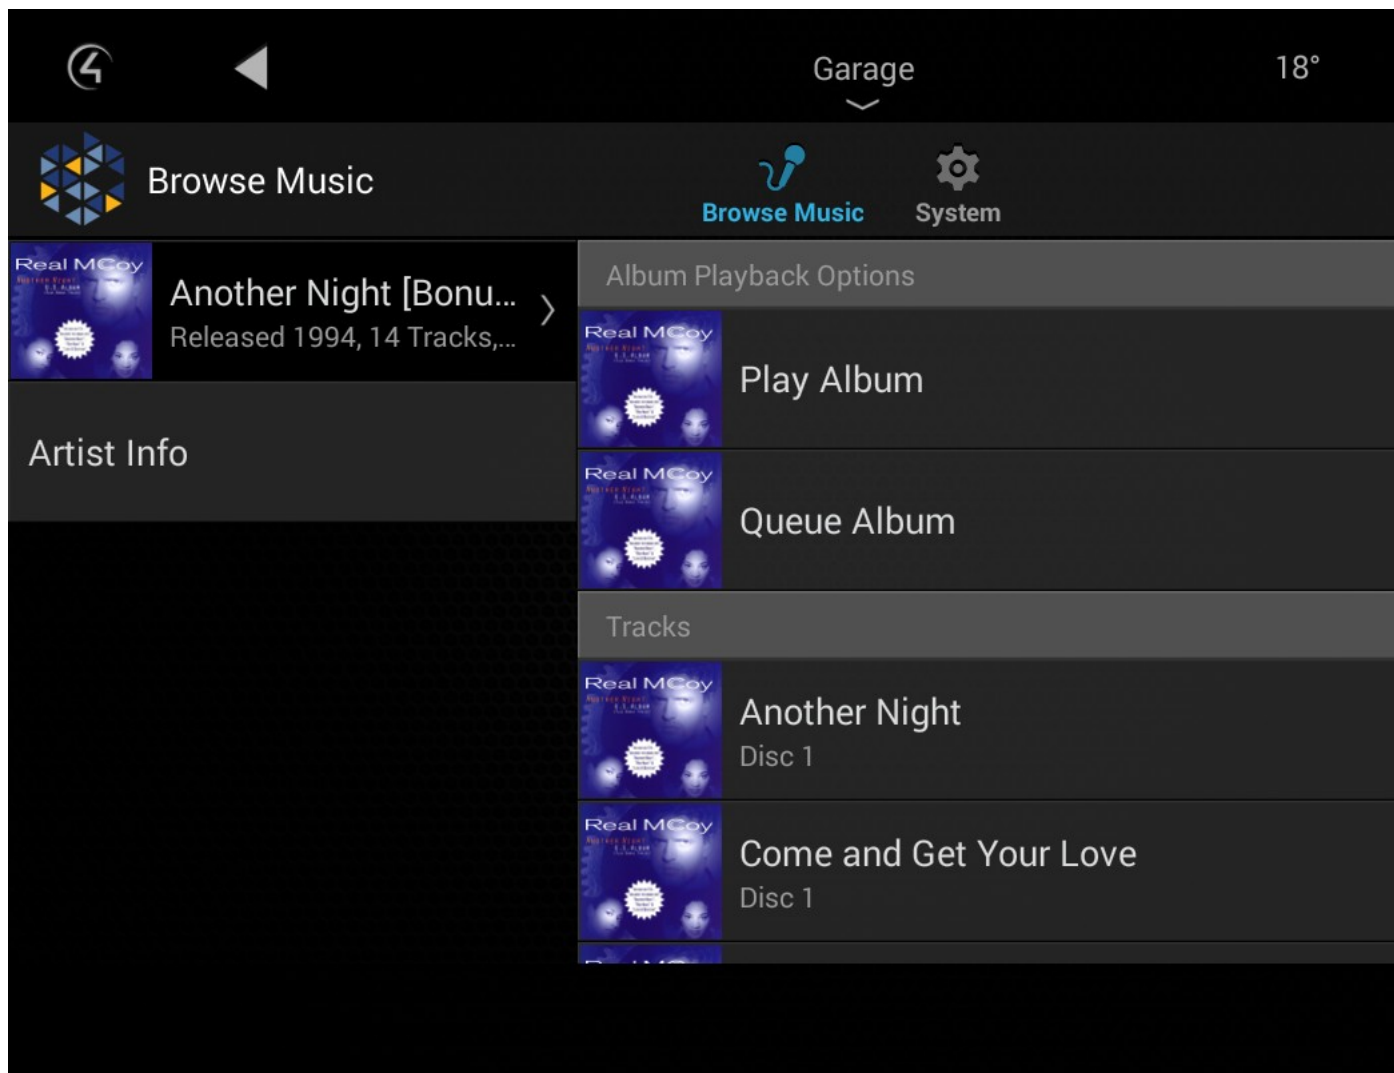 Garage
18°
Browse Music
Browse Music
System
Real McCoy
Another Night [Bonu...
Released 1994, 14 Tracks,...
Artist Info
Album Playback Options
Real McCoy
Play Album
Real McCoy
Queue Album
Tracks
Real McCoy
Another Night
Disc 1
Real McCoy
Come and Get Your Love
Disc 1